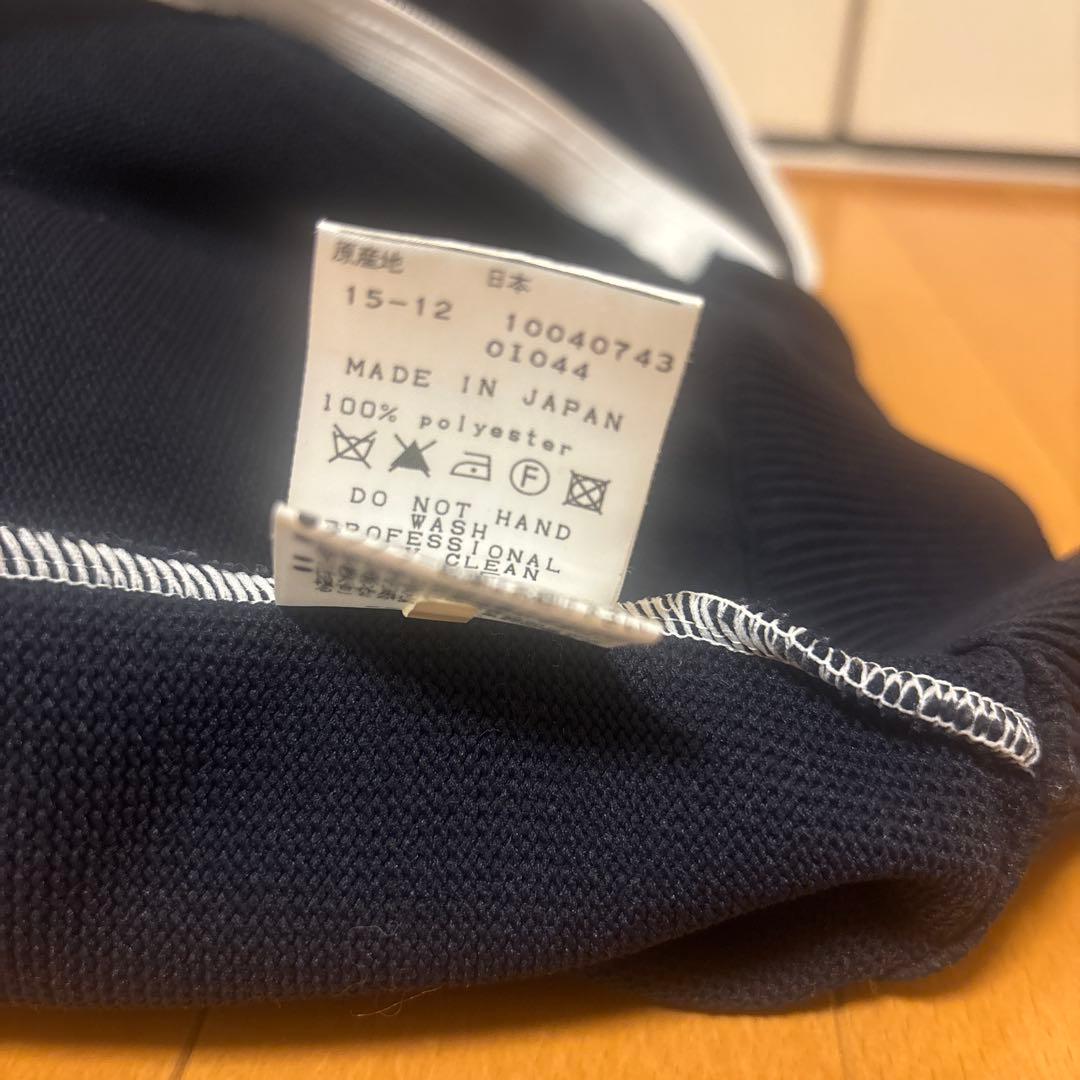 原産地 日本
15-12 10040743
01044
MADE IN JAPAN
100% polyester
F
DO NOT HAND
WASH
PROFESSIONAL
CLEAN